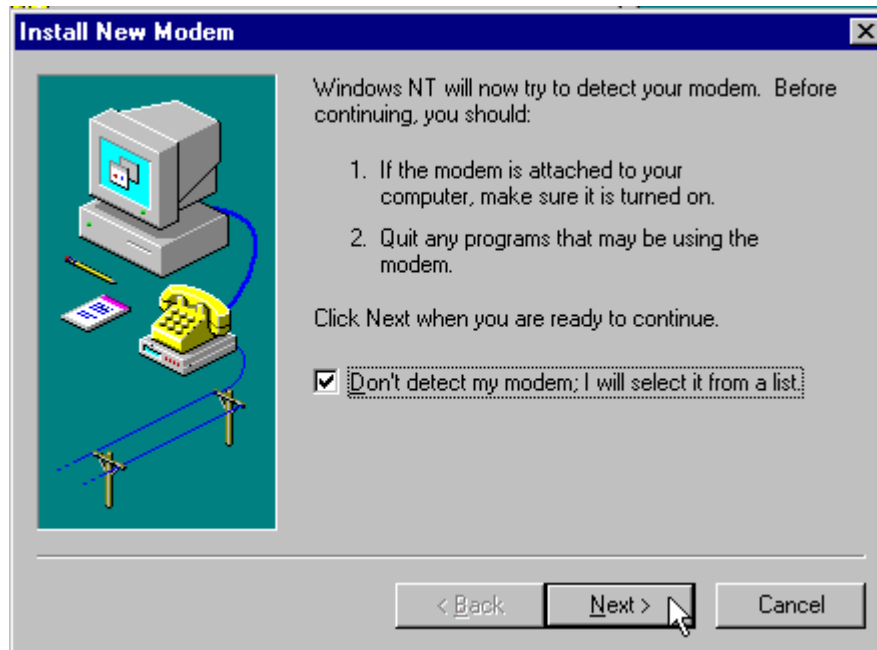 Install New Modem
Windows NT will now try to detect your modem. Before
continuing, you should:
1. If the modem is attached to your
computer, make sure it is turned on.
2. Quit any programs that may be using the
modem.
Click Next when you are ready to continue.
Don't detect my modem; I will select it from a list.
< Back
Next >
Cancel